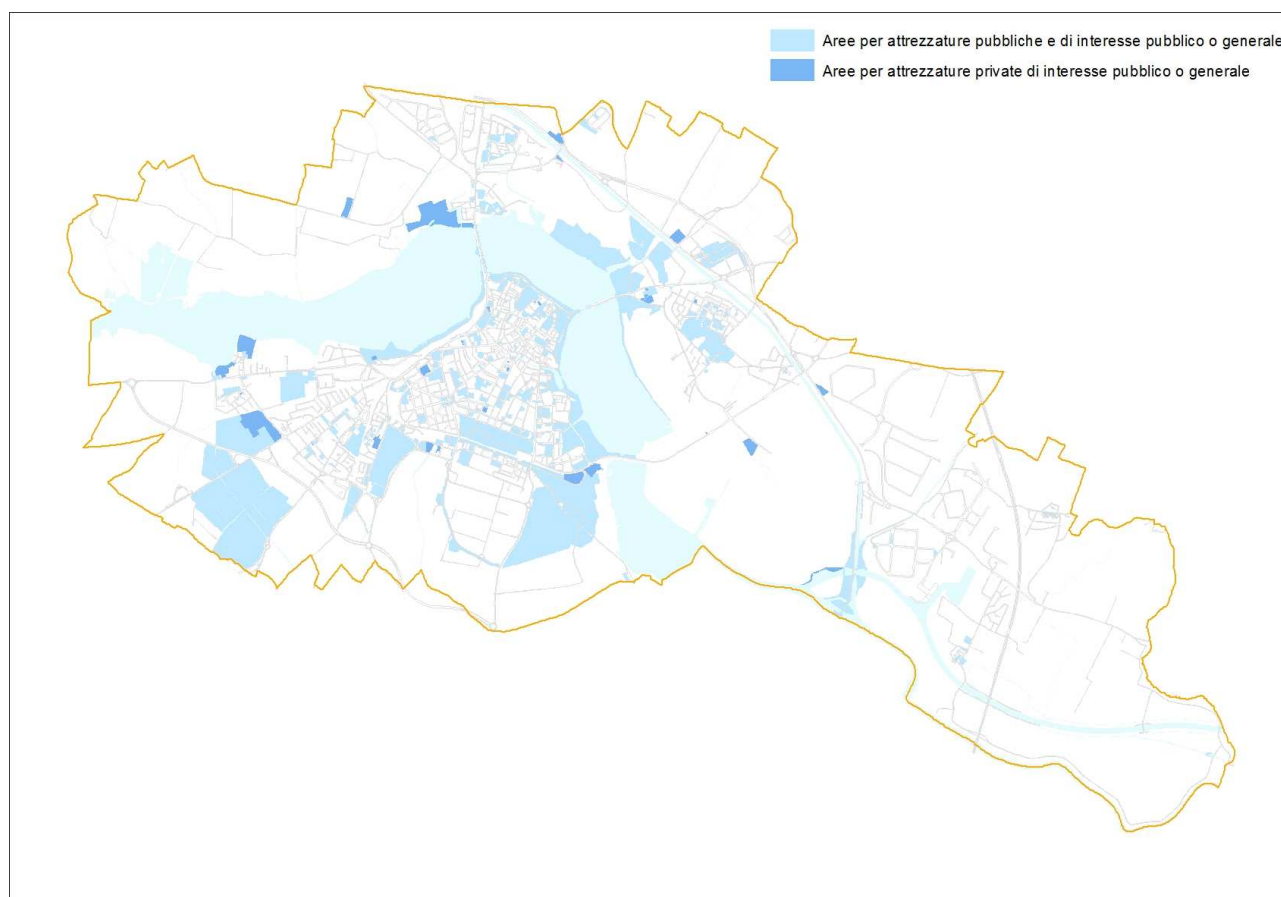 Aree per attrezzature pubbliche e di interesse pubblico o generale
Aree per attrezzature private di interesse pubblico o generale